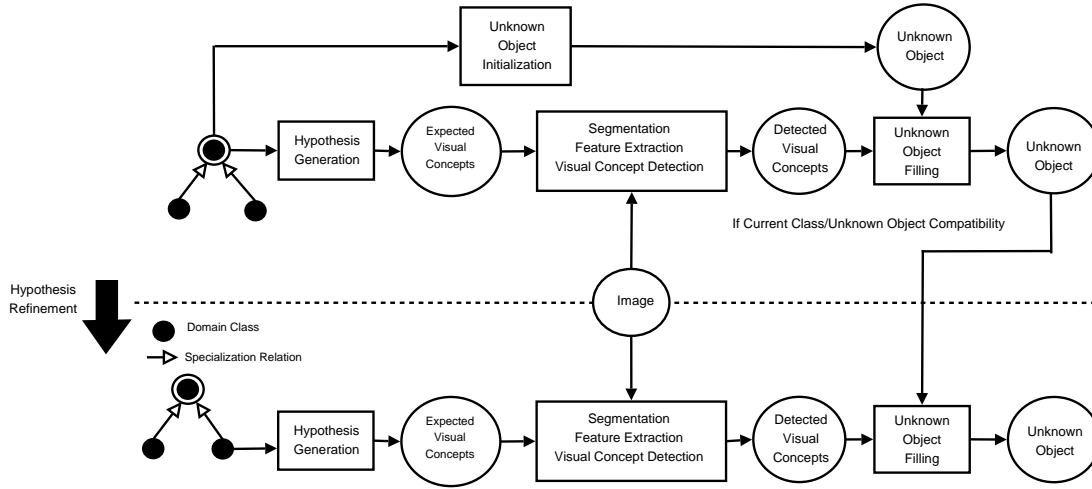 Unknown
Object
Initialization
Unknown
Object
Hypothesis
Generation
Expected
Visual
Concepts
Segmentation
Feature Extraction
Visual Concept Detection
Detected
Visual
Concepts
Unknown
Object
Filling
Unknown
Object
If Current Class/Unknown Object Compatibility
Hypothesis
Refinement
Image
Domain Class
Specialization Relation
Hypothesis
Generation
Expected
Visual
Concepts
Segmentation
Feature Extraction
Visual Concept Detection
Detected
Visual
Concepts
Unknown
Object
Filling
Unknown
Object